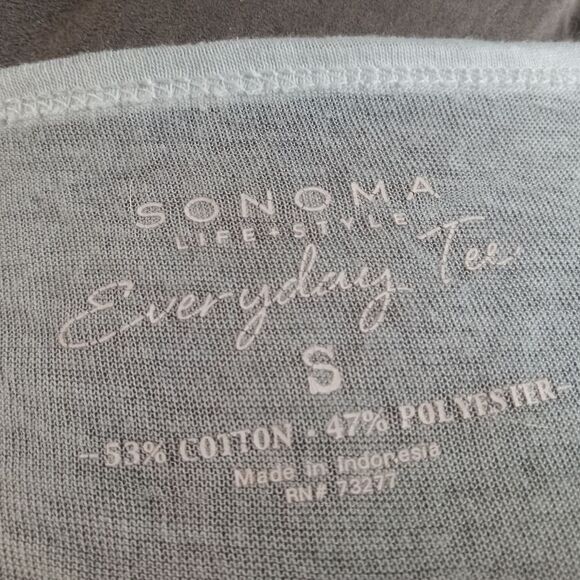 SONOMA
LIFE+STYLE
Everyday Tee
S
- 53% COTTON · 47% POLYESTER -
Made in Indonesia
RN# 73277